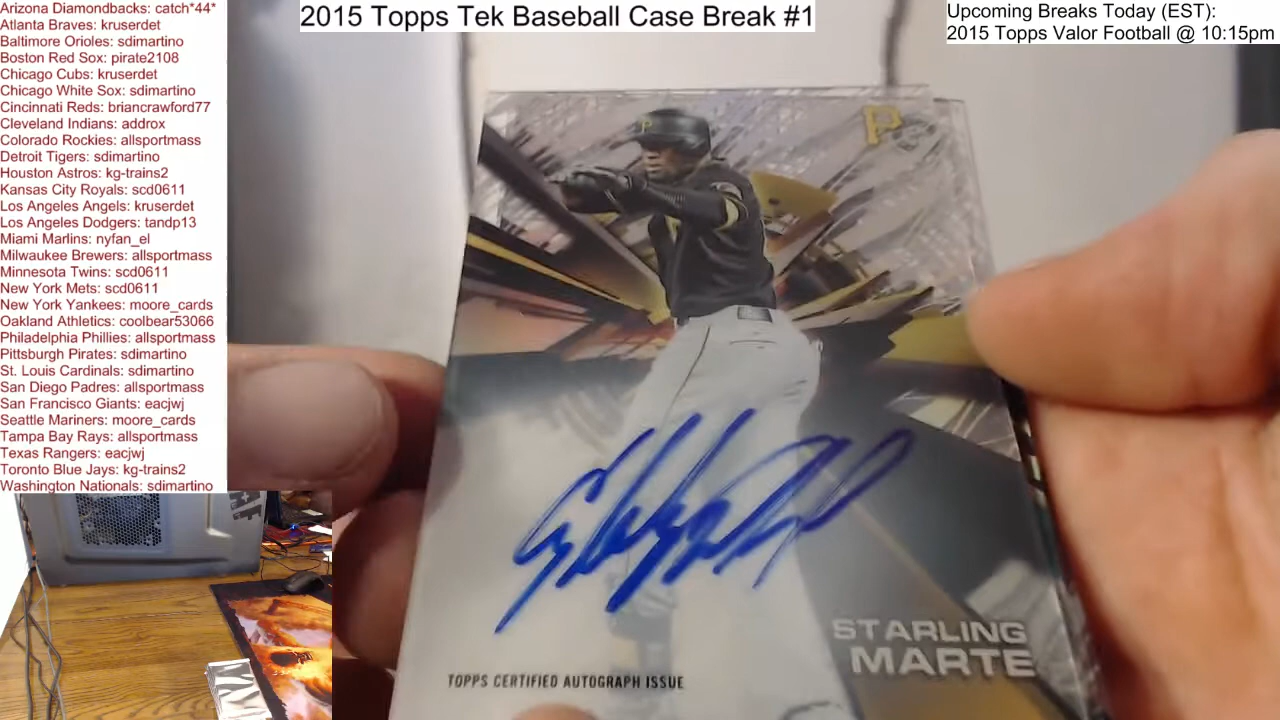 Arizona Diamondbacks: catch*44*
Atlanta Braves: kruserdet
Baltimore Orioles: sdimartino
Boston Red Sox: pirate2108
Chicago Cubs: kruserdet
Chicago White Sox: sdimartino
Cincinnati Reds: briancrawford77
Cleveland Indians: addrox
Colorado Rockies: allsportmass
Detroit Tigers: sdimartino
Houston Astros: kg-trains2
Kansas City Royals: scd0611
Los Angeles Angels: kruserdet
Los Angeles Dodgers: tandp13
Miami Marlins: nyfan_el
Milwaukee Brewers: allsportmass
Minnesota Twins: scd0611
New York Mets: scd0611
New York Yankees: moore_cards
Oakland Athletics: coolbear53066
Philadelphia Phillies: allsportmass
Pittsburgh Pirates: sdimartino
St. Louis Cardinals: sdimartino
San Diego Padres: allsportmass
San Francisco Giants: eacjwj
Seattle Mariners: moore_cards
Tampa Bay Rays: allsportmass
Texas Rangers: eacjwj
Toronto Blue Jays: kg-trains2
Washington Nationals: sdimartino
2015 Topps Tek Baseball Case Break #1
Upcoming Breaks Today (EST):
2015 Topps Valor Football @ 10:15pm
P
P
STARLING
MARTE
TOPPS CERTIFIED AUTOGRAPH ISSUE